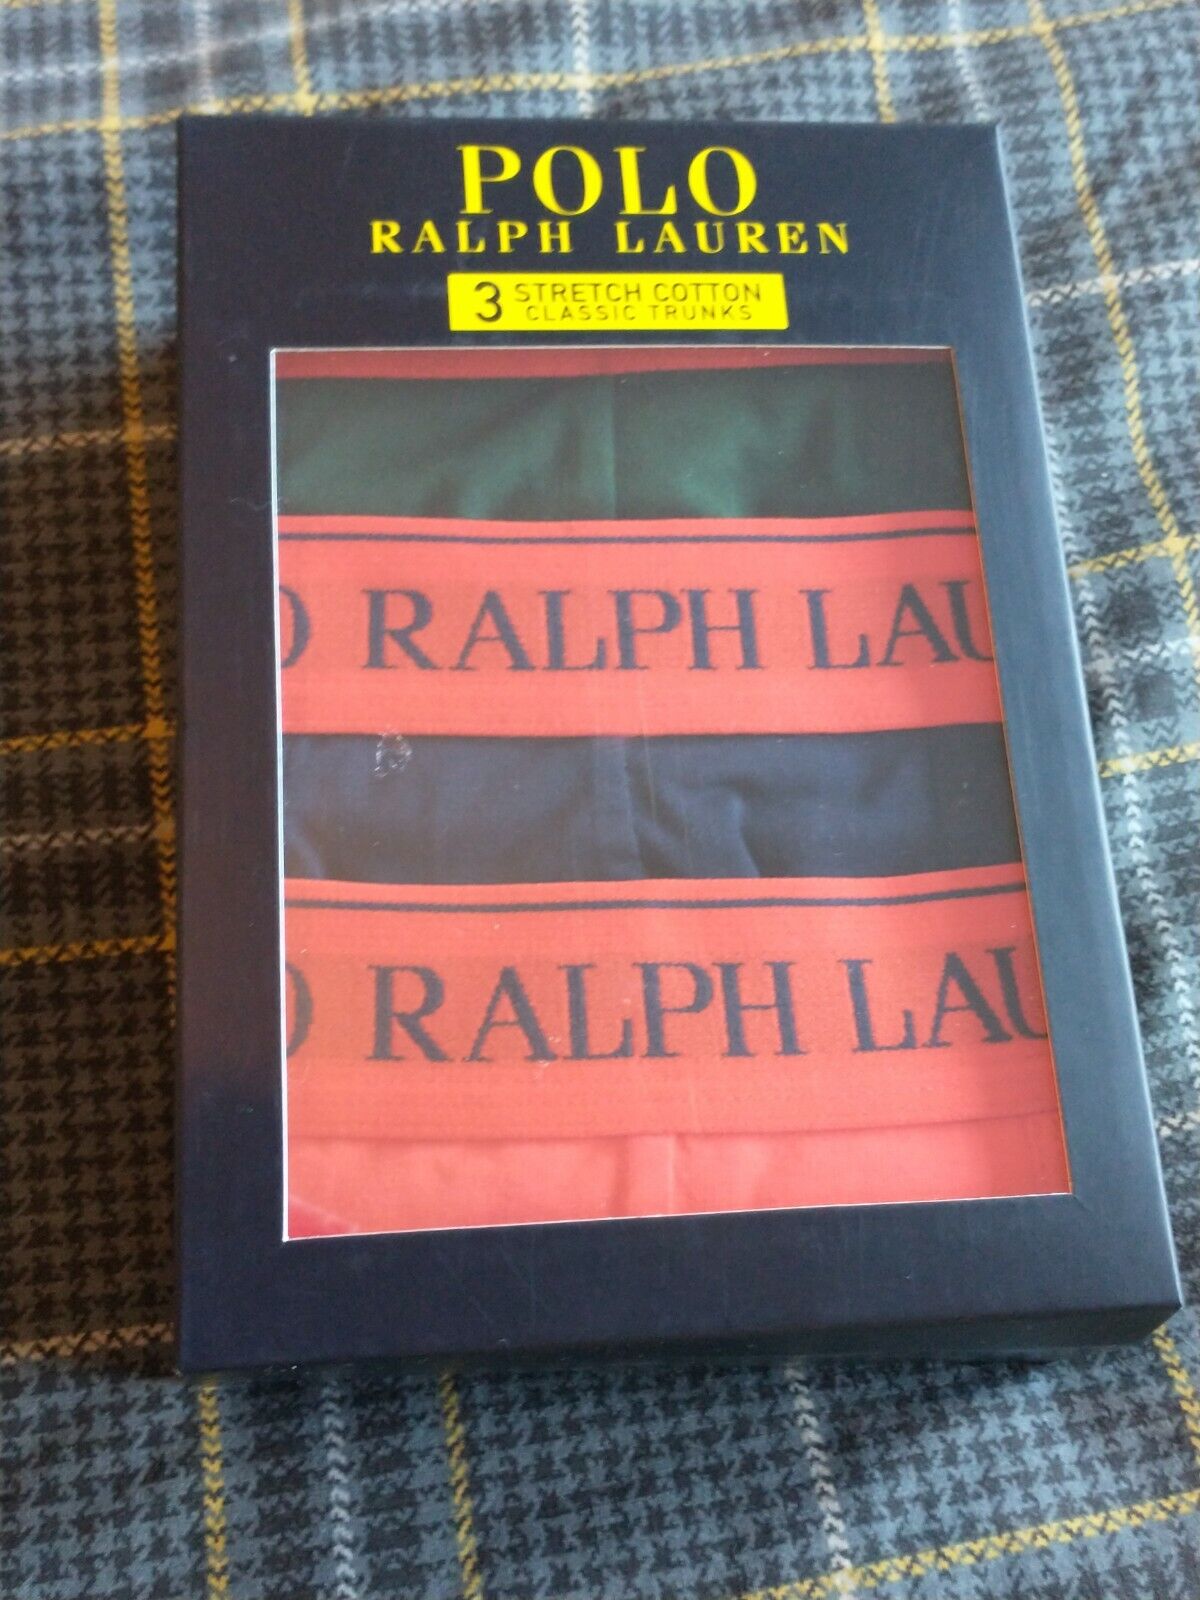 POLO
RALPH LAUREN
3 STRETCH COTTON
CLASSIC TRUNKS
O RALPH LAU
O RALPH LAU